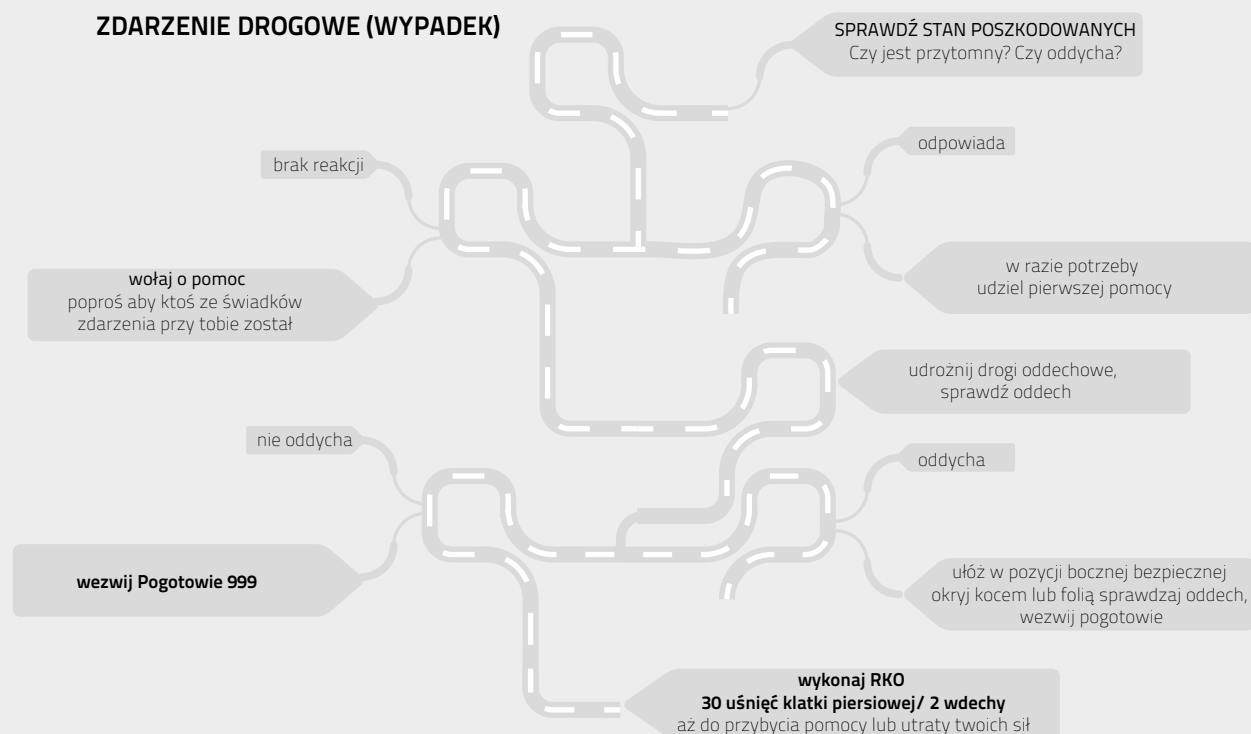 ZDARZENIE DROGOWE (WYPADEK)
SPRAWDŹ STAN POSZKODOWANYCH
Czy jest przytomny? Czy oddycha?
brak reakcji
odpowiada
wołaj o pomoc
poproś aby ktoś ze świadków
zdarzenia przy tobie został
w razie potrzeby
udziel pierwszej pomocy
udrożnij drogi oddechowe,
sprawdź oddech
nie oddycha
oddycha
wezwij Pogotowie 999
ułóż w pozycji bocznej bezpiecznej
okryj kocem lub folią sprawdzaj oddech,
wezwij pogotowie
wykonaj RKO
30 uśnięć klatki piersiowej/ 2 wdechy
aż do przybycia pomocy lub utraty twoich sił